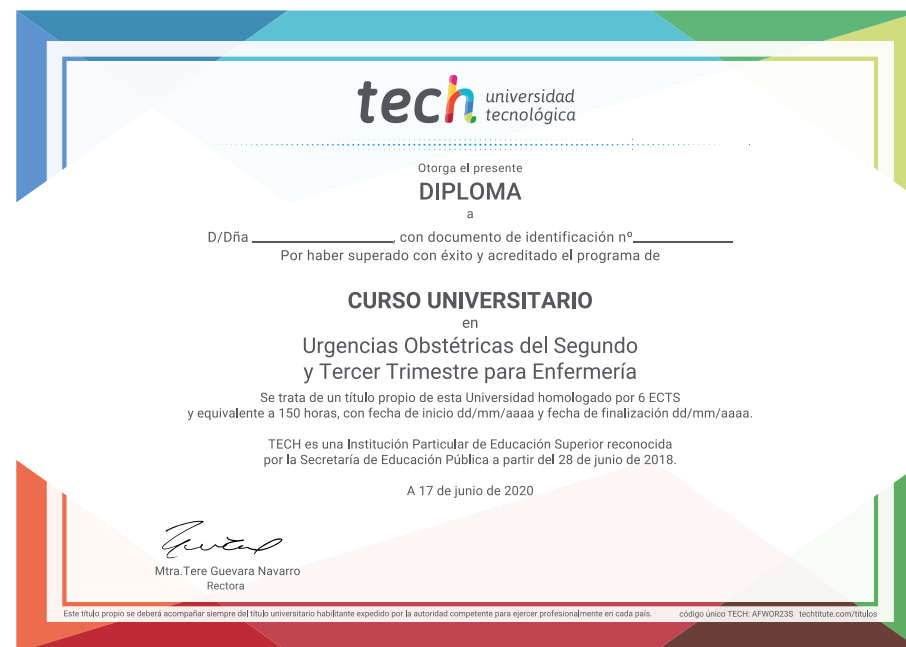 tech universidad
tecnológica
Otorga el presente
DIPLOMA
a
D/Dña ____________________, con documento de identificación nº______________
Por haber superado con éxito y acreditado el programa de
CURSO UNIVERSITARIO
en
Urgencias Obstétricas del Segundo
y Tercer Trimestre para Enfermería
Se trata de un título propio de esta Universidad homologado por 6 ECTS
y equivalente a 150 horas, con fecha de inicio dd/mm/aaaa y fecha de finalización dd/mm/aaaa.
TECH es una Institución Particular de Educación Superior reconocida
por la Secretaría de Educación Pública a partir del 28 de junio de 2018.
A 17 de junio de 2020
Mtra.Tere Guevara Navarro
Rectora
Este título propio se deberá acompañar siempre del título universitario habilitante expedido por la autoridad competente para ejercer profesionalmente en cada país. código único TECH: AFWOR23S techtitute.com/títulos